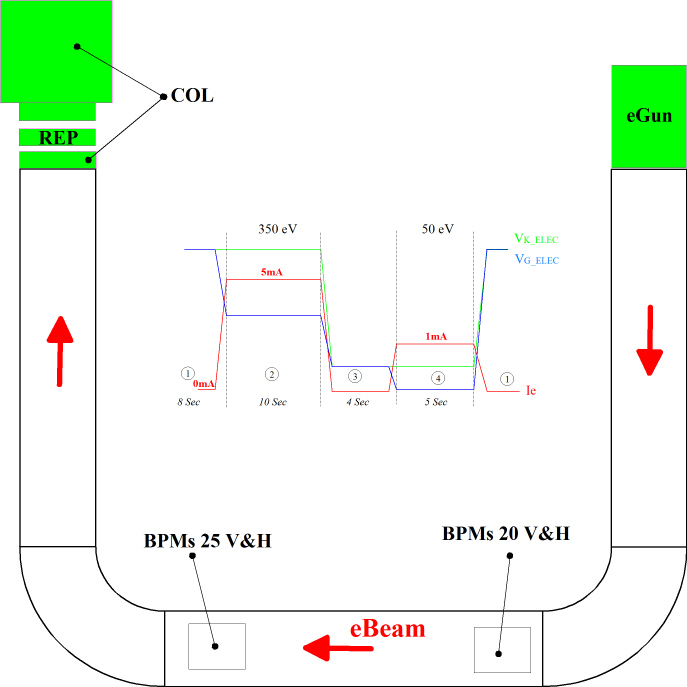 COL
REP
eGun
350 eV
50 eV
VK_ELEC
VG_ELEC
5mA
1mA
1
0mA
2
3
4
1
Ie
8 Sec
10 Sec
4 Sec
5 Sec
BPMs 25 V&H
BPMs 20 V&H
eBeam